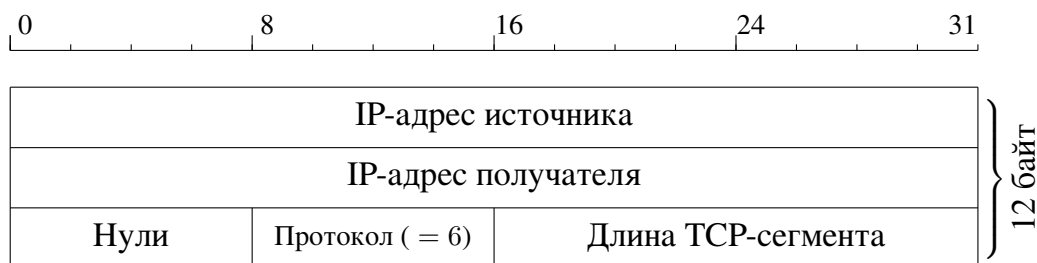 0 8 16 24 31
IP-адрес источника
IP-адрес получателя
Нули Протокол ( = 6) Длина TCP-сегмента
12 байт